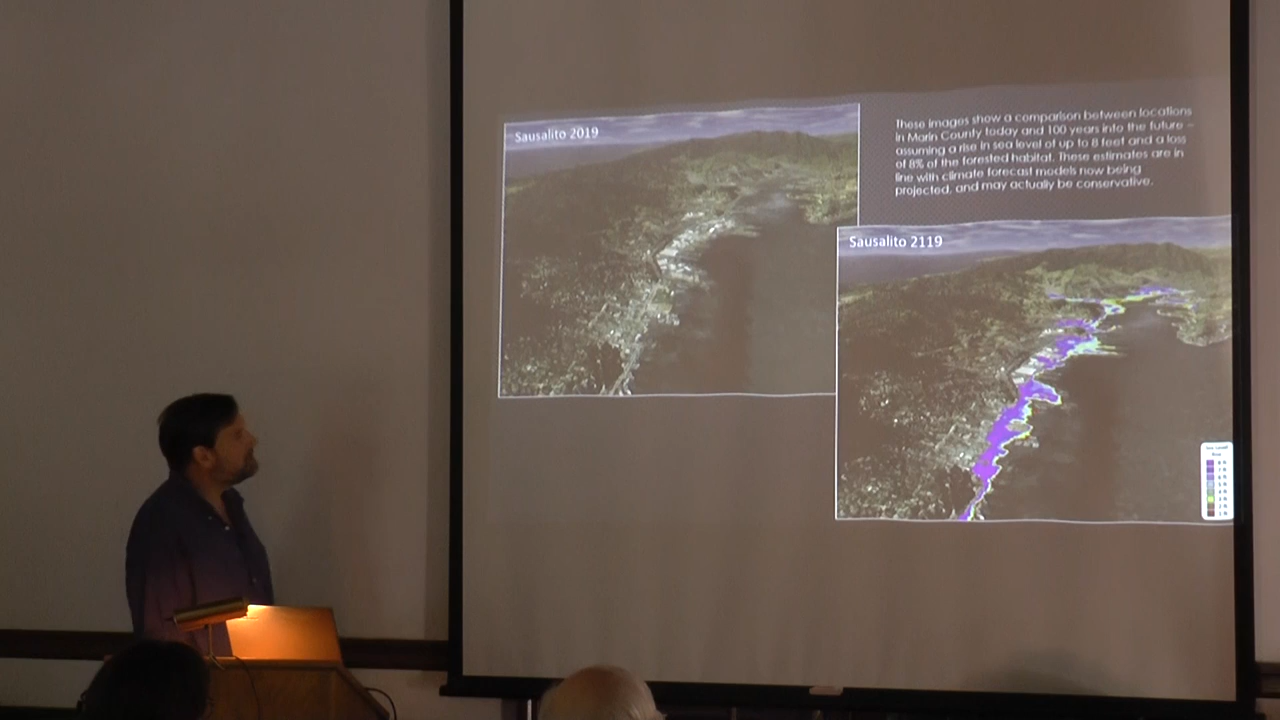 Sausalito 2019
These images show a comparison between locations
in Marin County today and 100 years into the future –
assuming a rise in sea level of up to 8 feet and a loss
of 8% of the forested habitat. These estimates are in
line with climate forecast models now being
projected, and may actually be conservative.
Sausalito 2119